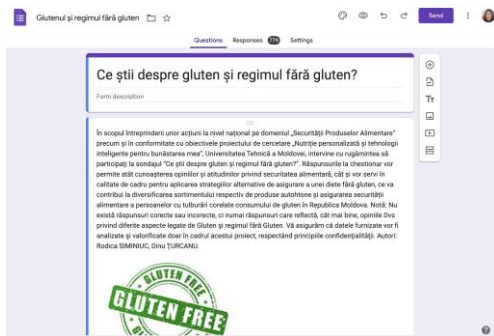 Glutenul și regimul fără gluten
Send
Questions Responses 779 Settings
Ce știi despre gluten și regimul fără gluten?
Form description
În scopul întreprinderii unor acțiuni la nivel național pe domeniul „Securității Produselor Alimentare"
precum și în conformitate cu obiectivele proiectului de cercetare „Nutriție personalizată și tehnologii
inteligente pentru bunăstarea mea", Universitatea Tehnică a Moldovei, intervine cu rugămintea să
participați la sondajul "Ce știi despre gluten și regimul fără gluten?". Răspunsurile la chestionar vor
permite atât cunoașterea opiniilor și atitudinilor privind securitatea alimentară, cât și vor servi în
calitate de cadru pentru aplicarea strategiilor alternative de asigurare a unei diete fără gluten, ce va
contribui la diversificarea sortimentului respectiv de produse autohtone și asigurarea securității
alimentare a persoanelor cu tulburări corelate consumului de gluten în Republica Moldova. Notă: Nu
există răspunsuri corecte sau incorecte, ci numai răspunsuri care reflectă, cât mai bine, opiniile Dvs
privind diferite aspecte legate de Gluten și regimul fără Gluten. Vă asigurăm că datele furnizate vor fi
analizate și valorificate doar în cadrul acestui proiect, respectând principiile confidențialității. Autori:
Rodica SIMINIUC, Dinu ȚURCANU.
GLUTEN FREE
GLUTEN FREE
Tт